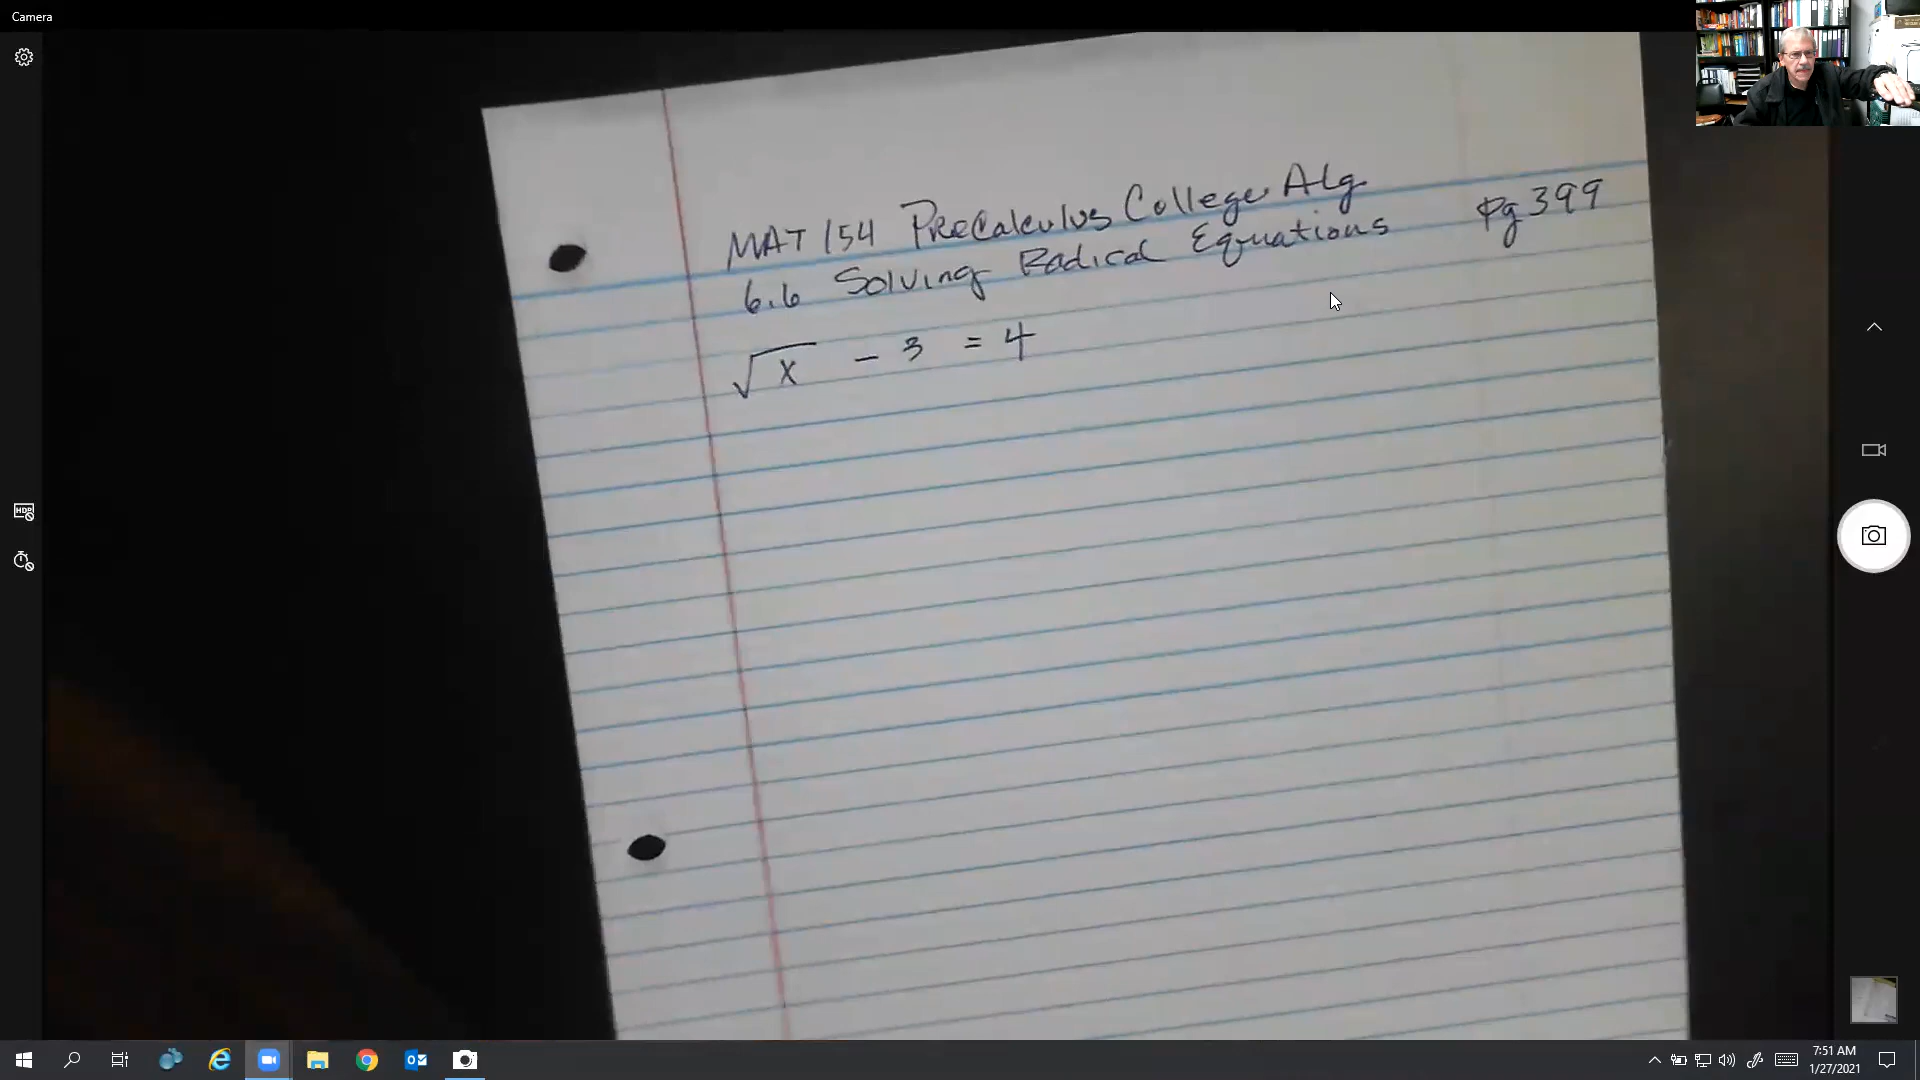 Camera
MAT 154 PreCalculus College Alg
6.6 Solving Radical Equations pg 399
√x - 3 = 4
HDR
7:51 AM
1/27/2021